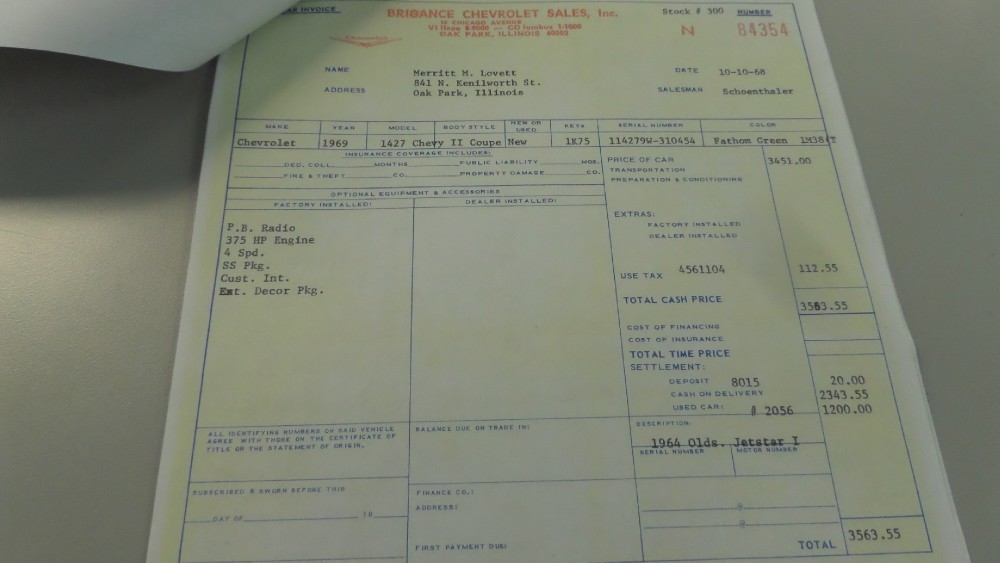 CAR INVOICE
BRIGANCE CHEVROLET SALES, Inc.
CHICAGO AVENUE
OAK PARK, ILLINOIS
Stock # 300 NUMBER
N 84354
NAME Merritt M. Lovett DATE 10-10-68
ADDRESS 841 N. Kenilworth St. SALESMAN Schoenthaler
Oak Park, Illinois
MAKE YEAR MODEL BODY STYLE NEW OR USED KEYS SERIAL NUMBER COLOR
Chevrolet 1969 1427 Chevy II Coupe New 1K75 114279W-310454 Fathom Green
INSURANCE COVERAGE INCLUDES:
DED. COLL. MONTHS PUBLIC LIABILITY MOS.
FIRE & THEFT CO. PROPERTY DAMAGE CO.
OPTIONAL EQUIPMENT & ACCESSORIES
FACTORY INSTALLED: DEALER INSTALLED:
P.B. Radio
375 HP Engine
4 Spd.
SS Pkg.
Cust. Int.
Ext. Decor Pkg.
PRICE OF CAR 3451.00
TRANSPORTATION
PREPARATION & CONDITIONING
EXTRAS:
FACTORY INSTALLED
DEALER INSTALLED
USE TAX 4561104 112.55
TOTAL CASH PRICE 3563.55
COST OF FINANCING
COST OF INSURANCE
TOTAL TIME PRICE
SETTLEMENT:
DEPOSIT 8015 20.00
CASH ON DELIVERY 2343.55
USED CAR: # 2056 1200.00
ALL IDENTIFYING NUMBERS ON SAID VEHICLE
AGREE WITH THOSE ON THE CERTIFICATE OF
TITLE OR THE STATEMENT OF ORIGIN.
BALANCE DUE ON TRADE IN:
DESCRIPTION:
1964 Olds. Jetstar I
SERIAL NUMBER MOTOR NUMBER
SUBSCRIBED & SWORN BEFORE THIS
DAY OF 19
FINANCE CO.:
ADDRESS:
@
@
FIRST PAYMENT DUE:
TOTAL 3563.55